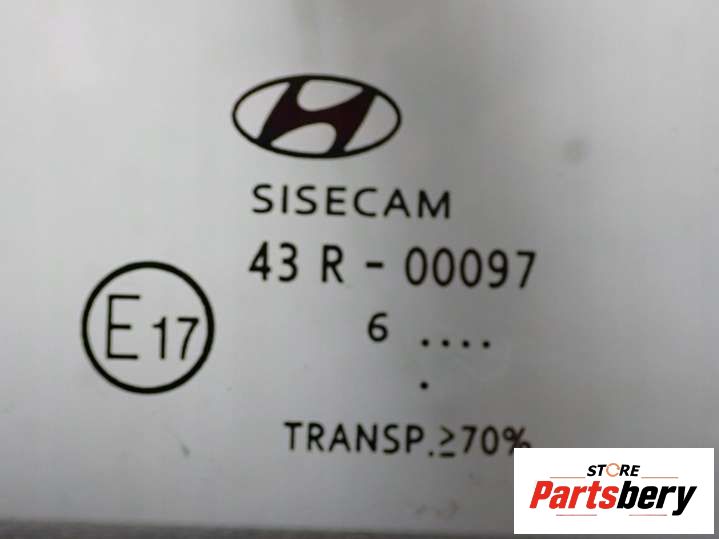 SISECAM
43 R - 00097
E17
6 ....
.
TRANSP.≥70%
STORE
Partsbery